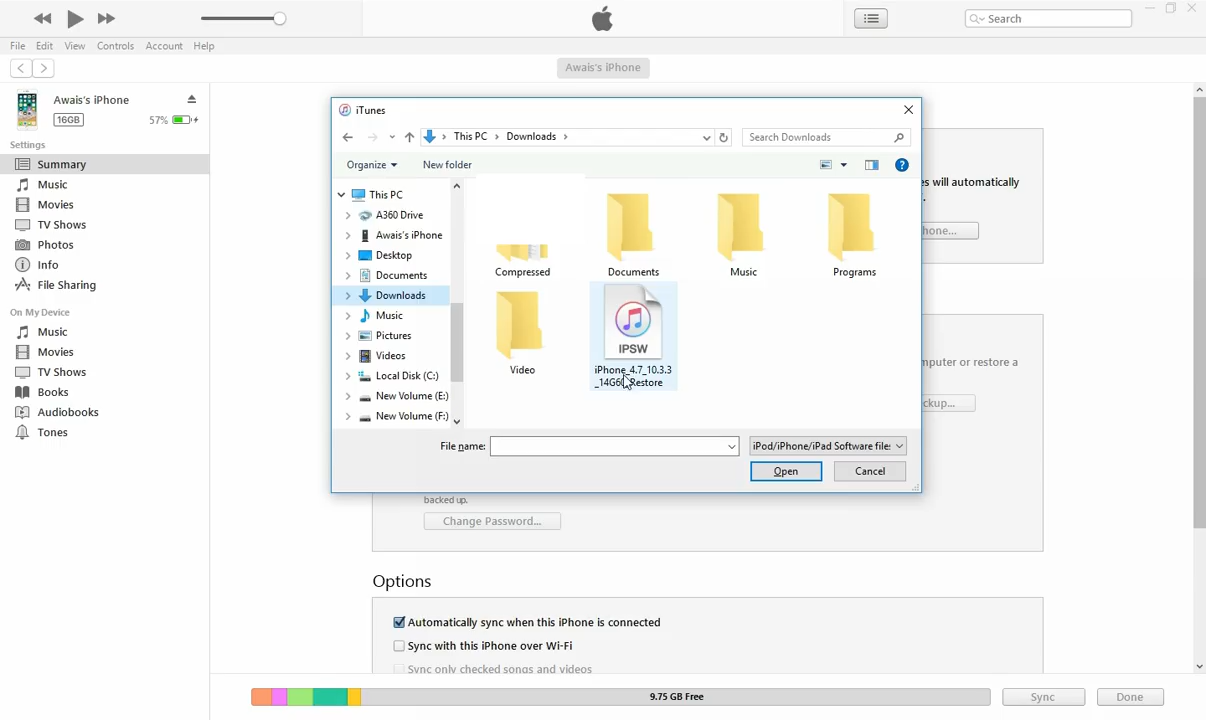 Search
File Edit View Controls Account Help
Awais's iPhone
Awais's iPhone
16GB
57%
Settings
Summary
Music
Movies
TV Shows
Photos
Info
File Sharing
On My Device
Music
Movies
TV Shows
Books
Audiobooks
Tones
iTunes
This PC Downloads
Search Downloads
Organize New folder
This PC
A360 Drive
Awais's iPhone
Desktop
Documents
Downloads
Music
Pictures
Videos
Local Disk (C:)
New Volume (E:)
New Volume (F:)
Compressed Documents Music Programs
IPSW
Video
iPhone_4.7_10.3.3
File name:
iPod/iPhone/iPad Software file:
Open Cancel
es will automatically
hone...
mputer or restore a
ckup...
backed up.
Change Password...
Options
Automatically sync when this iPhone is connected
Sync with this iPhone over Wi-Fi
Sync only checked songs and videos
9.75 GB Free
Sync Done